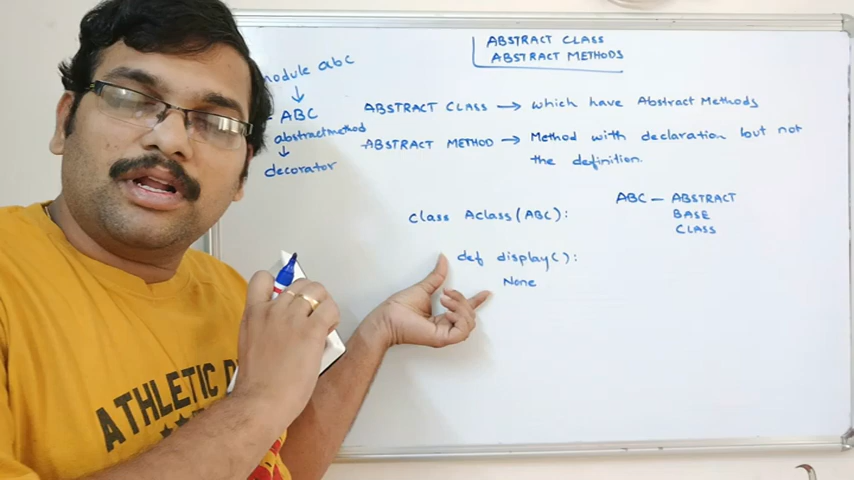 ABSTRACT CLASS
ABSTRACT METHODS
module abc
ABC
abstractmethod
decorator
ABSTRACT CLASS → which have Abstract Methods
ABSTRACT METHOD → Method with declaration but not
the definition.
class Aclass(ABC):
def display():
None
ABC - ABSTRACT
BASE
CLASS
ATHLETIC